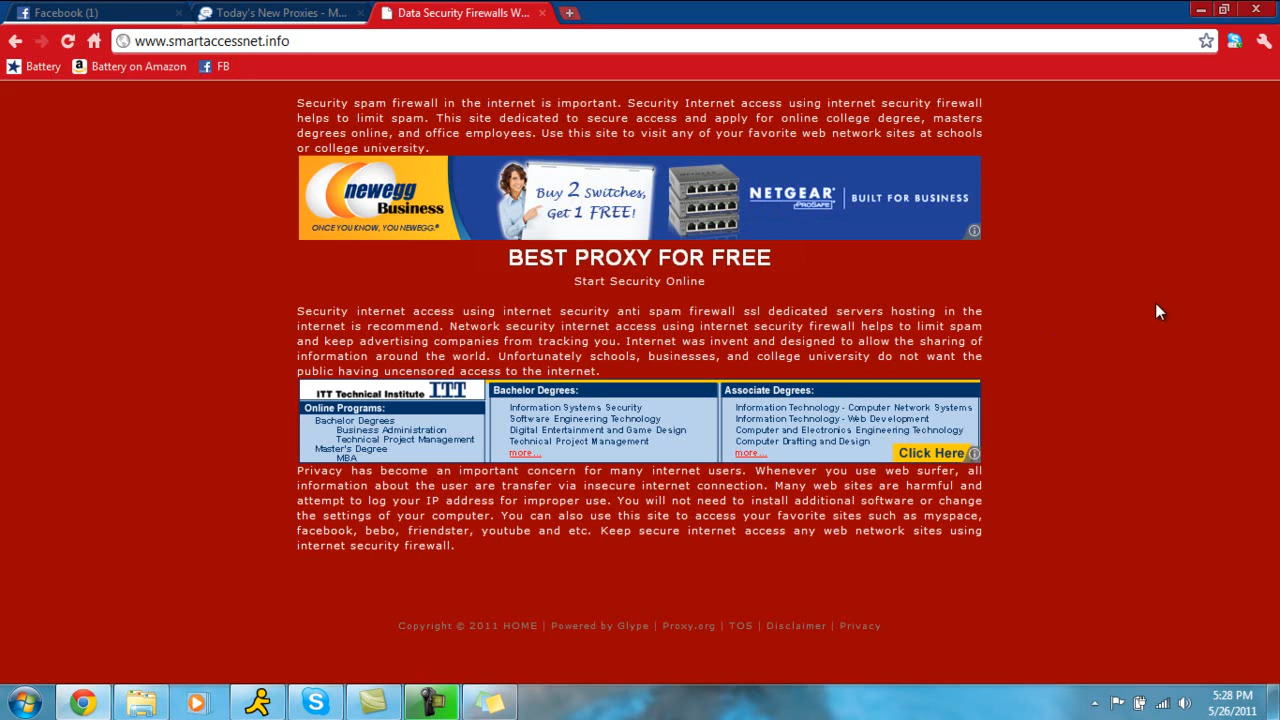 Facebook (1)
Today's New Proxies - M...
Data Security Firewalls W...
www.smartaccessnet.info
Battery
Battery on Amazon
FB
Security spam firewall in the internet is important. Security Internet access using internet security firewall
helps to limit spam. This site dedicated to secure access and apply for online college degree, masters
degrees online, and office employees. Use this site to visit any of your favorite web network sites at schools
or college university.
newegg
Business
ONCE YOU KNOW, YOU NEWEGG.®
Buy 2 Switches,
Get 1 FREE!
NETGEAR®
PROSAFE
BUILT FOR BUSINESS
BEST PROXY FOR FREE
Start Security Online
Security internet access using internet security anti spam firewall ssl dedicated servers hosting in the
internet is recommend. Network security internet access using internet security firewall helps to limit spam
and keep advertising companies from tracking you. Internet was invent and designed to allow the sharing of
information around the world. Unfortunately schools, businesses, and college university do not want the
public having uncensored access to the internet.
ITT Technical Institute ITT
Online Programs:
Bachelor Degrees
Business Administration
Technical Project Management
Master's Degree
MBA
Bachelor Degrees:
Information Systems Security
Software Engineering Technology
Digital Entertainment and Game Design
Technical Project Management
more...
Associate Degrees:
Information Technology - Computer Network Systems
Information Technology - Web Development
Computer and Electronics Engineering Technology
Computer Drafting and Design
more...
Click Here
Privacy has become an important concern for many internet users. Whenever you use web surfer, all
information about the user are transfer via insecure internet connection. Many web sites are harmful and
attempt to log your IP address for improper use. You will not need to install additional software or change
the settings of your computer. You can also use this site to access your favorite sites such as myspace,
facebook, bebo, friendster, youtube and etc. Keep secure internet access any web network sites using
internet security firewall.
Copyright © 2011 HOME | Powered by Glype | Proxy.org | TOS | Disclaimer | Privacy
5:28 PM
5/26/2011